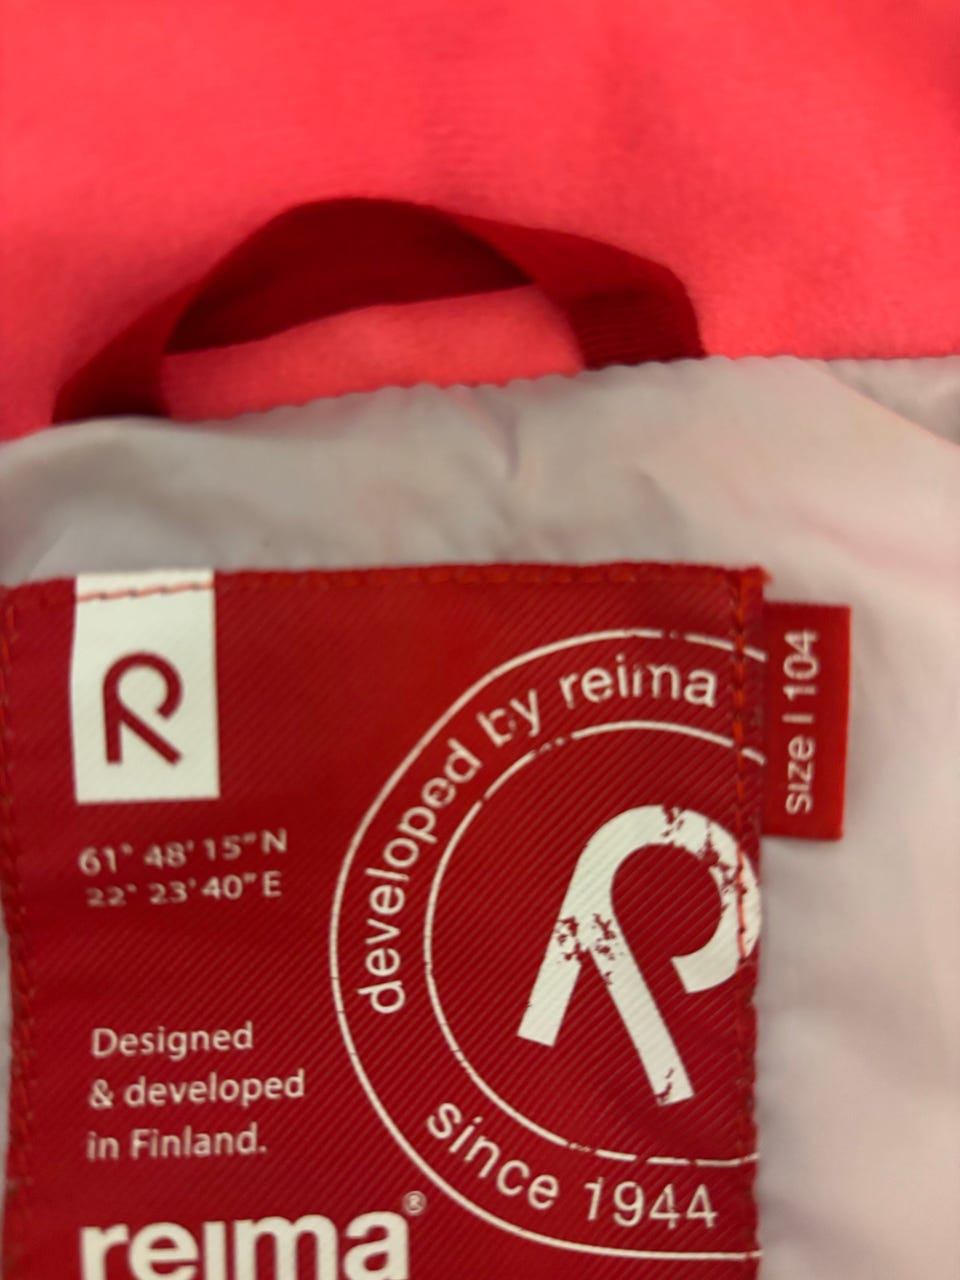 developed by reima
size | 104
61° 48' 15" N
22° 23' 40" E
Designed
& developed
in Finland.
since 1944
reima®